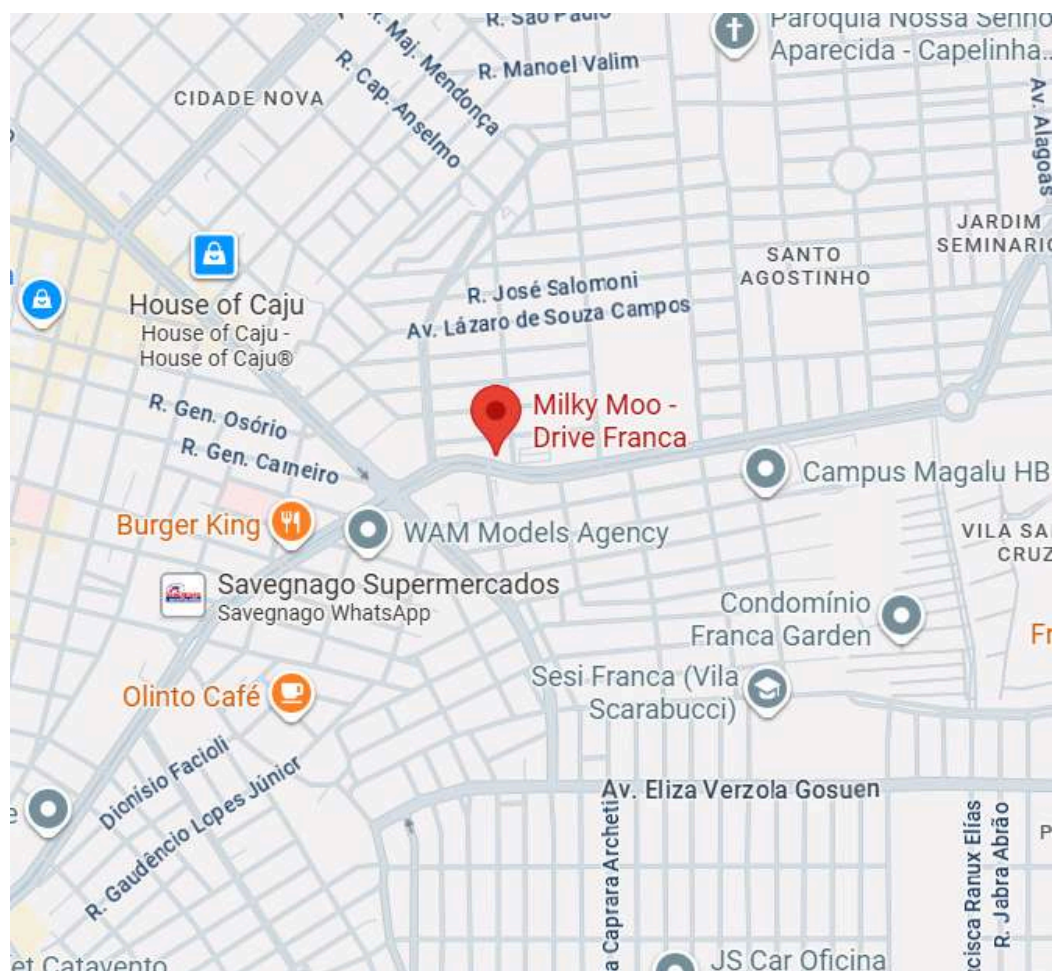 R. São Paulo
Paróquia Nossa Senho
Aparecida - Capelinha...
R. Maj. Mendonça
R. Manoel Valim
R. Cap. Anselmo
CIDADE NOVA
Av. Alagoas
JARDIM
SEMINARIO
SANTO
AGOSTINHO
House of Caju
House of Caju -
House of Caju®
R. José Salomoni
Av. Lázaro de Souza Campos
R. Gen. Osório
R. Gen. Carneiro
Milky Moo -
Drive Franca
Campus Magalu HB
Burger King
WAM Models Agency
VILA SA
CRUZ
Savegnago Supermercados
Savegnago WhatsApp
Condomínio
Franca Garden
Fr
Sesi Franca (Vila
Scarabucci)
Olinto Café
Dionísio Facioli
R. Gaudêncio Lopes Júnior
Av. Eliza Verzola Gosuen
e
a Caprara Archeti
cisca Ranux Elías
R. Jabra Abrão
P
et Catavento
JS Car Oficina